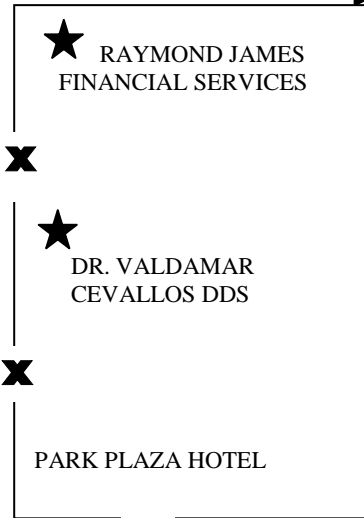 RAYMOND JAMES
FINANCIAL SERVICES
X
DR. VALDAMAR
CEVALLOS DDS
X
PARK PLAZA HOTEL